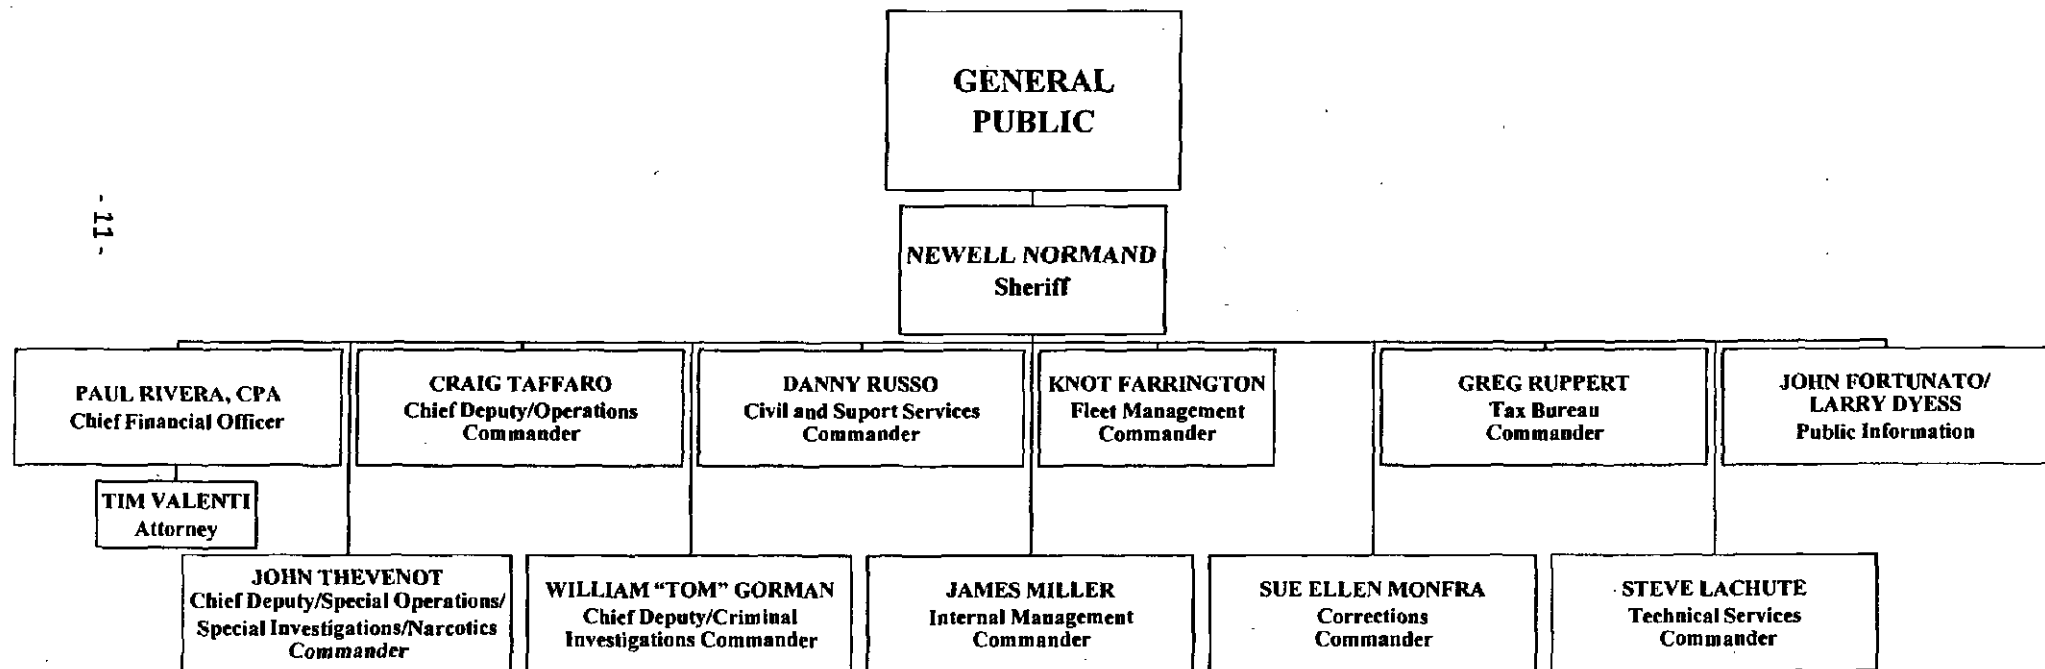 GENERAL
PUBLIC
- 11 -
NEWELL NORMAND
Sheriff
PAUL RIVERA, CPA
Chief Financial Officer
CRAIG TAFFARO
Chief Deputy/Operations
Commander
DANNY RUSSO
Civil and Suport Services
Commander
KNOT FARRINGTON
Fleet Management
Commander
GREG RUPPERT
Tax Bureau
Commander
JOHN FORTUNATO/
LARRY DYESS
Public Information
TIM VALENTI
Attorney
JOHN THEVENOT
Chief Deputy/Special Operations/
Special Investigations/Narcotics
Commander
WILLIAM “TOM” GORMAN
Chief Deputy/Criminal
Investigations Commander
JAMES MILLER
Internal Management
Commander
SUE ELLEN MONFRA
Corrections
Commander
STEVE LACHUTE
Technical Services
Commander